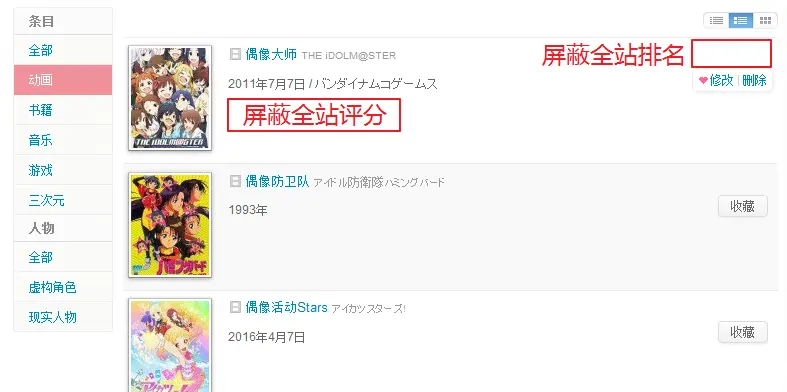 条目
全部
动画
书籍
音乐
游戏
三次元
人物
全部
虚构角色
现实人物
偶像大师 THE iDOLM@STER
2011年7月7日 / バンダイナムコゲームス
屏蔽全站评分
屏蔽全站排名
修改 | 删除
THE IDOLM@STER
偶像防卫队 アイドル防衛隊ハミングバード
1993年
收藏
偶像活动Stars アイカツスターズ!
2016年4月7日
收藏